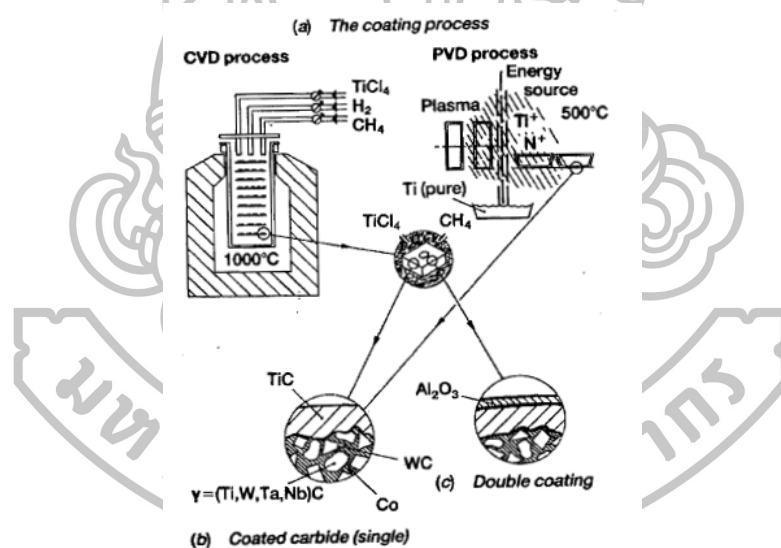 (a) The coating process
CVD process
PVD process
TiCl₄
H₂
CH₄
1000°C
Energy
source
Plasma
Ti⁺
500°C
N⁺
Ti (pure)
TiCl₄ CH₄
TiC
WC
γ=(Ti,W,Ta,Nb)C
Co
(b) Coated carbide (single)
Al₂O₃
(c) Double coating